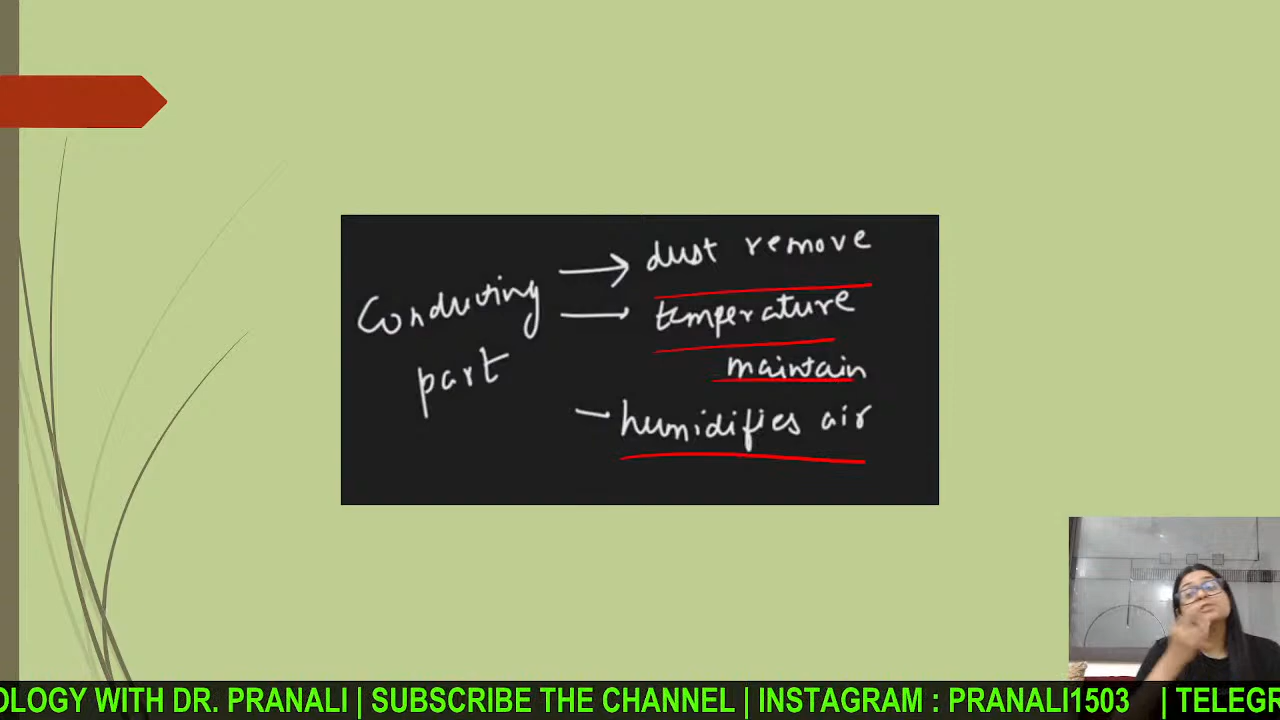 Conducting part
→ dust remove
— temperature maintain
— humidifies air
OLOGY WITH DR. PRANALI | SUBSCRIBE THE CHANNEL | INSTAGRAM : PRANALI1503 | TELEGR